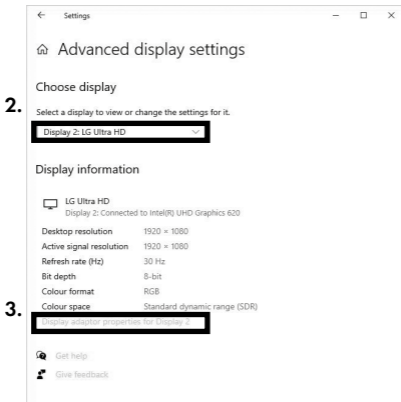 Settings
Advanced display settings
Choose display
2.
Select a display to view or change the settings for it.
Display 2: LG Ultra HD
Display information
LG Ultra HD
Display 2: Connected to Intel(R) UHD Graphics 620
Desktop resolution 1920 × 1080
Active signal resolution 1920 × 1080
Refresh rate (Hz) 30 Hz
Bit depth 8-bit
Colour format RGB
3.
Colour space Standard dynamic range (SDR)
Display adaptor properties for Display 2
Get help
Give feedback